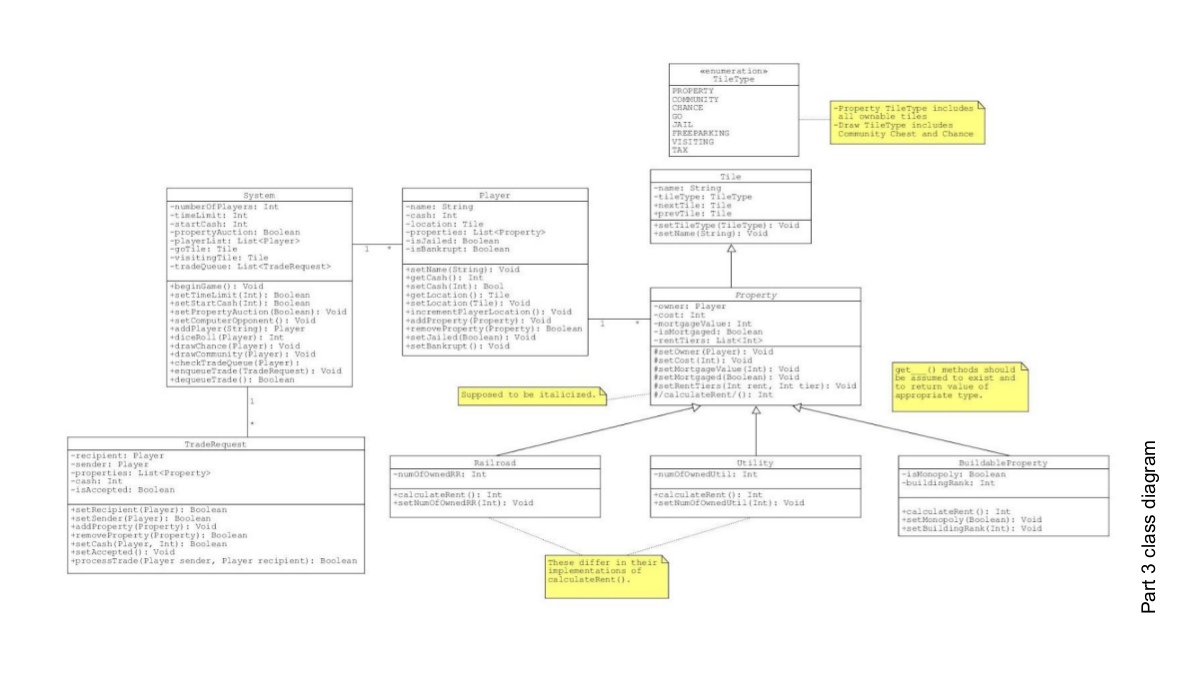 «enumeration»
TileType
PROPERTY
COMMUNITY
CHANCE
GO
JAIL
FREEPARKING
VISITING
TAX
-Property TileType includes
all ownable tiles
-Draw TileType includes
Community Chest and Chance
Tile
-name: String
-tileType: TileType
+nextTile: Tile
+prevTile: Tile
+setTileType(TileType): Void
+setName(String): Void
System
-numberOfPlayers: Int
-timeLimit: Int
-startCash: Int
-propertyAuction: Boolean
-playerList: List<Player>
-goTile: Tile
-visitingTile: Tile
-tradeQueue: List<TradeRequest>
+beginGame(): Void
+setTimeLimit(Int): Boolean
+setStartCash(Int): Boolean
+setPropertyAuction(Boolean): Void
+setComputerOpponent(): Void
+addPlayer(String): Player
+diceRoll(Player): Int
+drawChance(Player): Void
+drawCommunity(Player): Void
+checkTradeQueue(Player):
+enqueueTrade(TradeRequest): Void
+dequeueTrade(): Boolean
1 *
Player
-name: String
-cash: Int
-location: Tile
-properties: List<Property>
-isJailed: Boolean
-isBankrupt: Boolean
+setName(String): Void
+getCash(): Int
+setCash(Int): Bool
+getLocation(): Tile
+setLocation(Tile): Void
+incrementPlayerLocation(): Void
+addProperty(Property): Void
+removeProperty(Property): Boolean
+setJailed(Boolean): Void
+setBankrupt(): Void
1 *
Property
-owner: Player
-cost: Int
-mortgageValue: Int
-isMortgaged: Boolean
-rentTiers: List<Int>
#setOwner(Player): Void
#setCost(Int): Void
#setMortgageValue(Int): Void
#setMortgaged(Boolean): Void
#setRentTiers(Int rent, Int tier): Void
#/calculateRent/(): Int
Supposed to be italicized.
get___() methods should
be assumed to exist and
to return value of
appropriate type.
1
*
TradeRequest
-recipient: Player
-sender: Player
-properties: List<Property>
-cash: Int
-isAccepted: Boolean
+setRecipient(Player): Boolean
+setSender(Player): Boolean
+addProperty(Property): Void
+removeProperty(Property): Boolean
+setCash(Player, Int): Boolean
+setAccepted(): Void
+processTrade(Player sender, Player recipient): Boolean
Railroad
-numOfOwnedRR: Int
+calculateRent(): Int
+setNumOfOwnedRR(Int): Void
Utility
-numOfOwnedUtil: Int
+calculateRent(): Int
+setNumOfOwnedUtil(Int): Void
BuildableProperty
-isMonopoly: Boolean
-buildingRank: Int
+calculateRent(): Int
+setMonopoly(Boolean): Void
+setBuildingRank(Int): Void
These differ in their
implementations of
calculateRent().
Part 3 class diagram